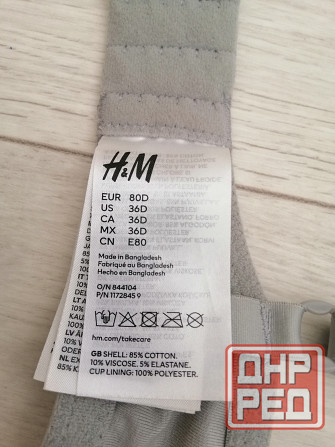 H&M
EUR 80D
US 36D
CA 36D
MX 36D
CN E80
Made in Bangladesh
Fabriqué au Bangladesh
Hecho en Bangladesh
O/N 844104
P/N 1172845 9
hm.com/takecare
GB SHELL: 85% COTTON.
10% VISCOSE. 5% ELASTANE.
CUP LINING: 100% POLYESTER.
ДНР
РЕД